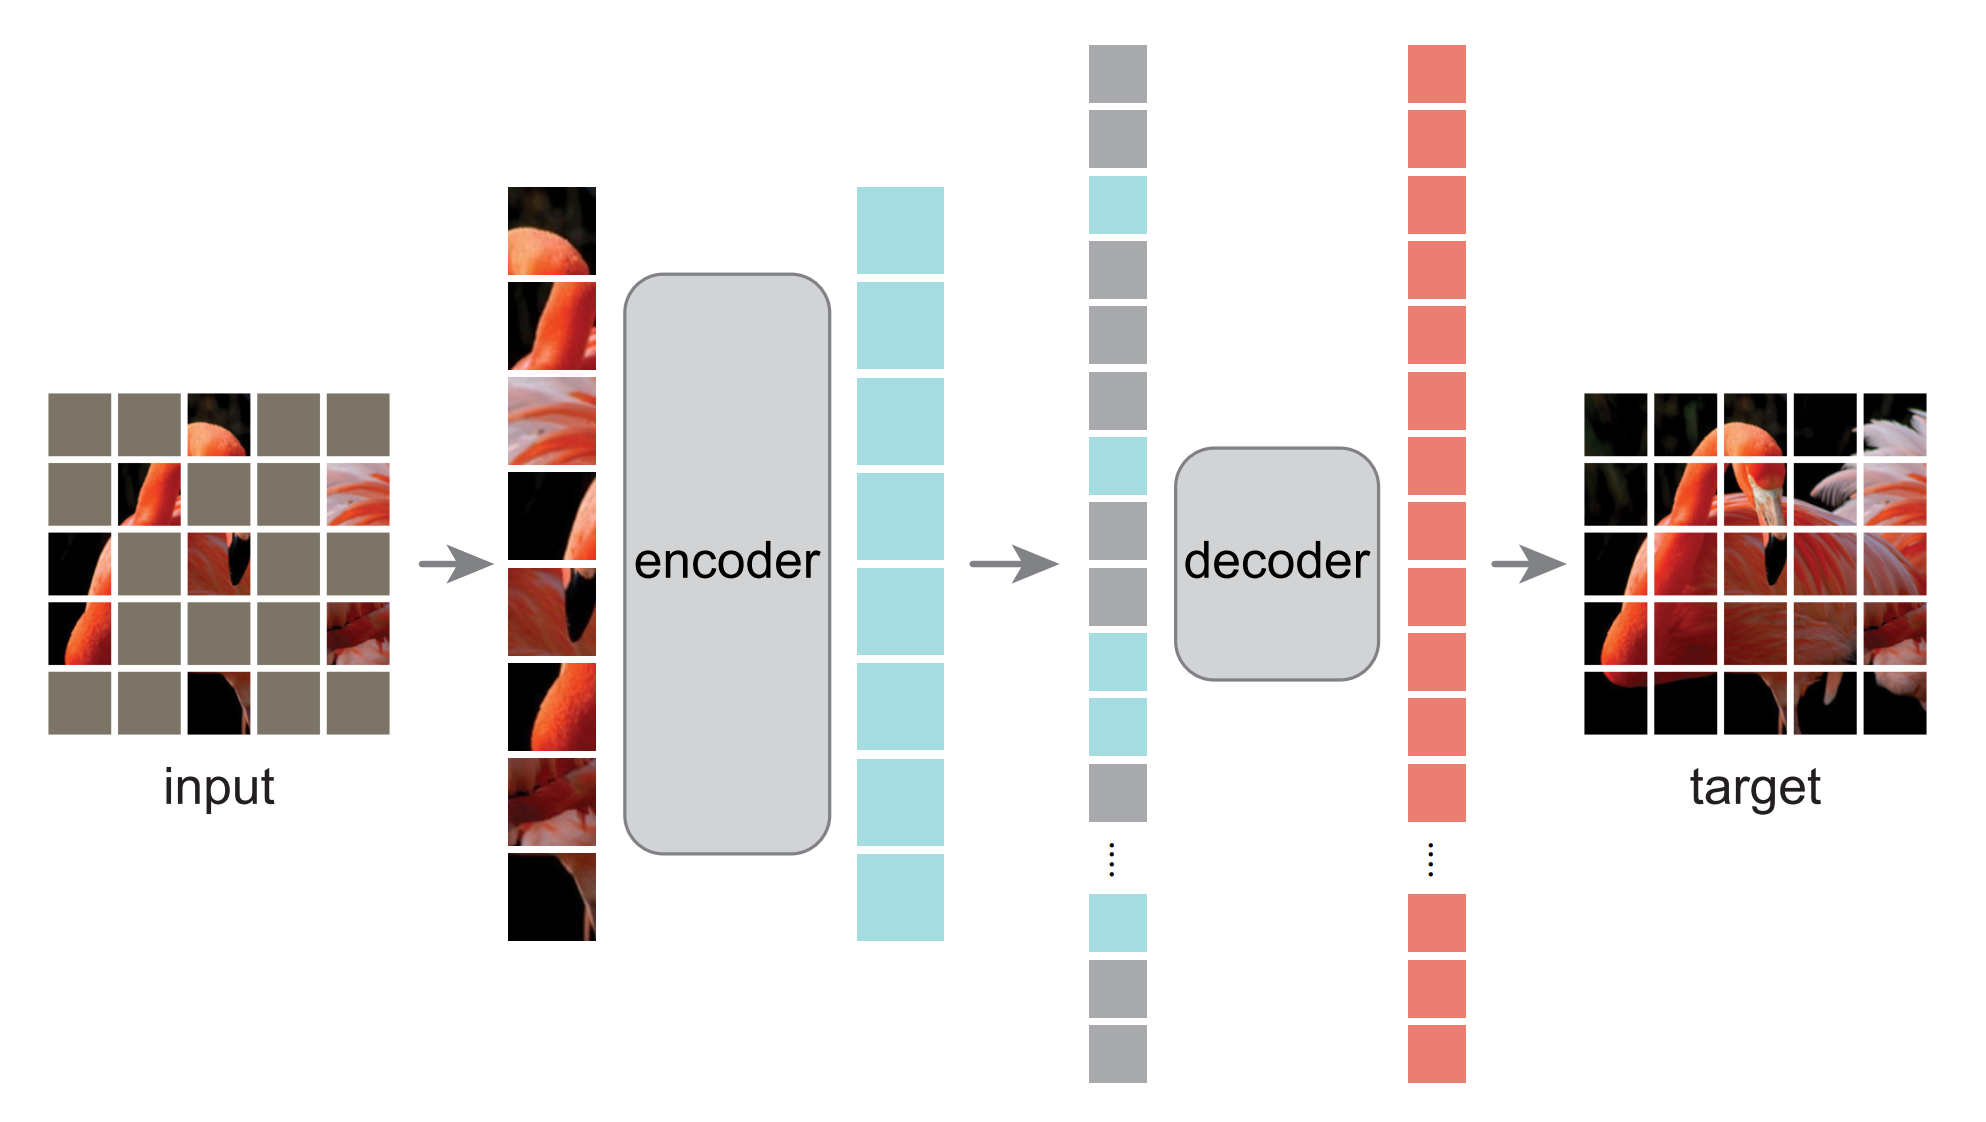 input
encoder
decoder
target